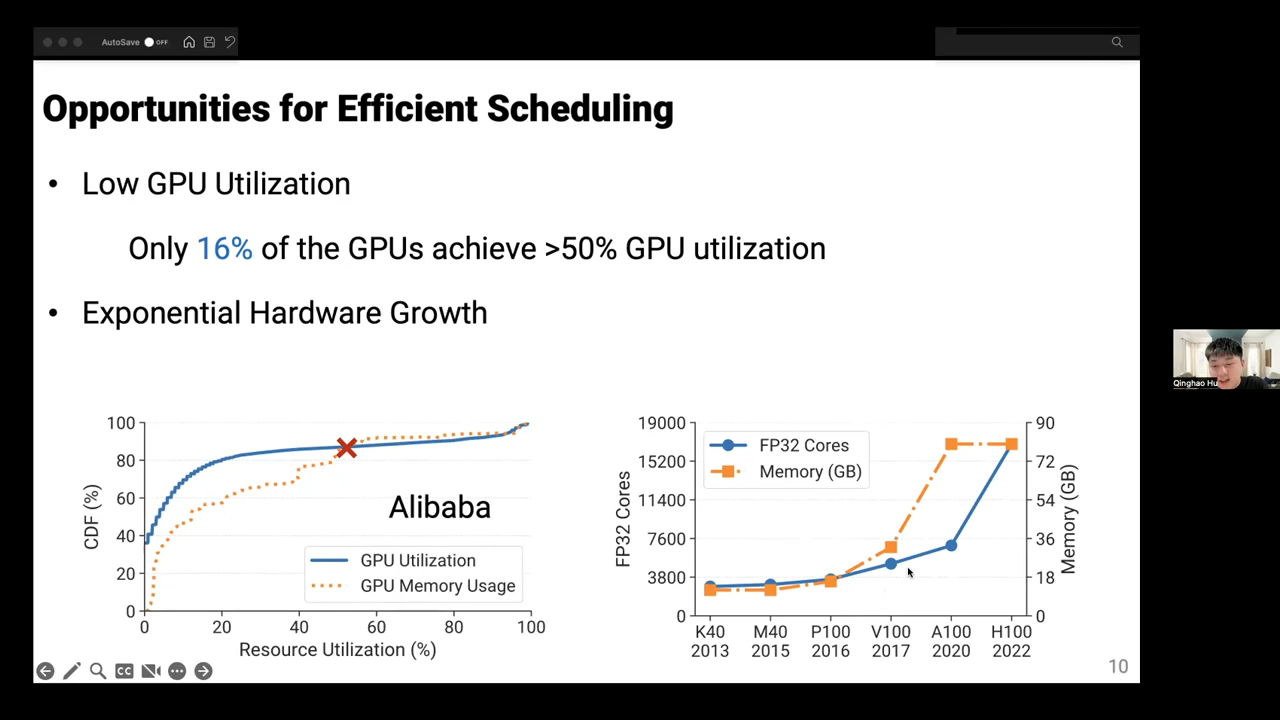 AutoSave OFF
Opportunities for Efficient Scheduling
• Low GPU Utilization
Only 16% of the GPUs achieve >50% GPU utilization
• Exponential Hardware Growth
Qinghao Hu
CDF (%)
100
80
60
40
20
0
Alibaba
GPU Utilization
GPU Memory Usage
0 20 40 60 80 100
Resource Utilization (%)
FP32 Cores
19000
15200
11400
7600
3800
0
FP32 Cores
Memory (GB)
90
72
54
36
18
0
Memory (GB)
K40 M40 P100 V100 A100 H100
2013 2015 2016 2017 2020 2022
CC
10